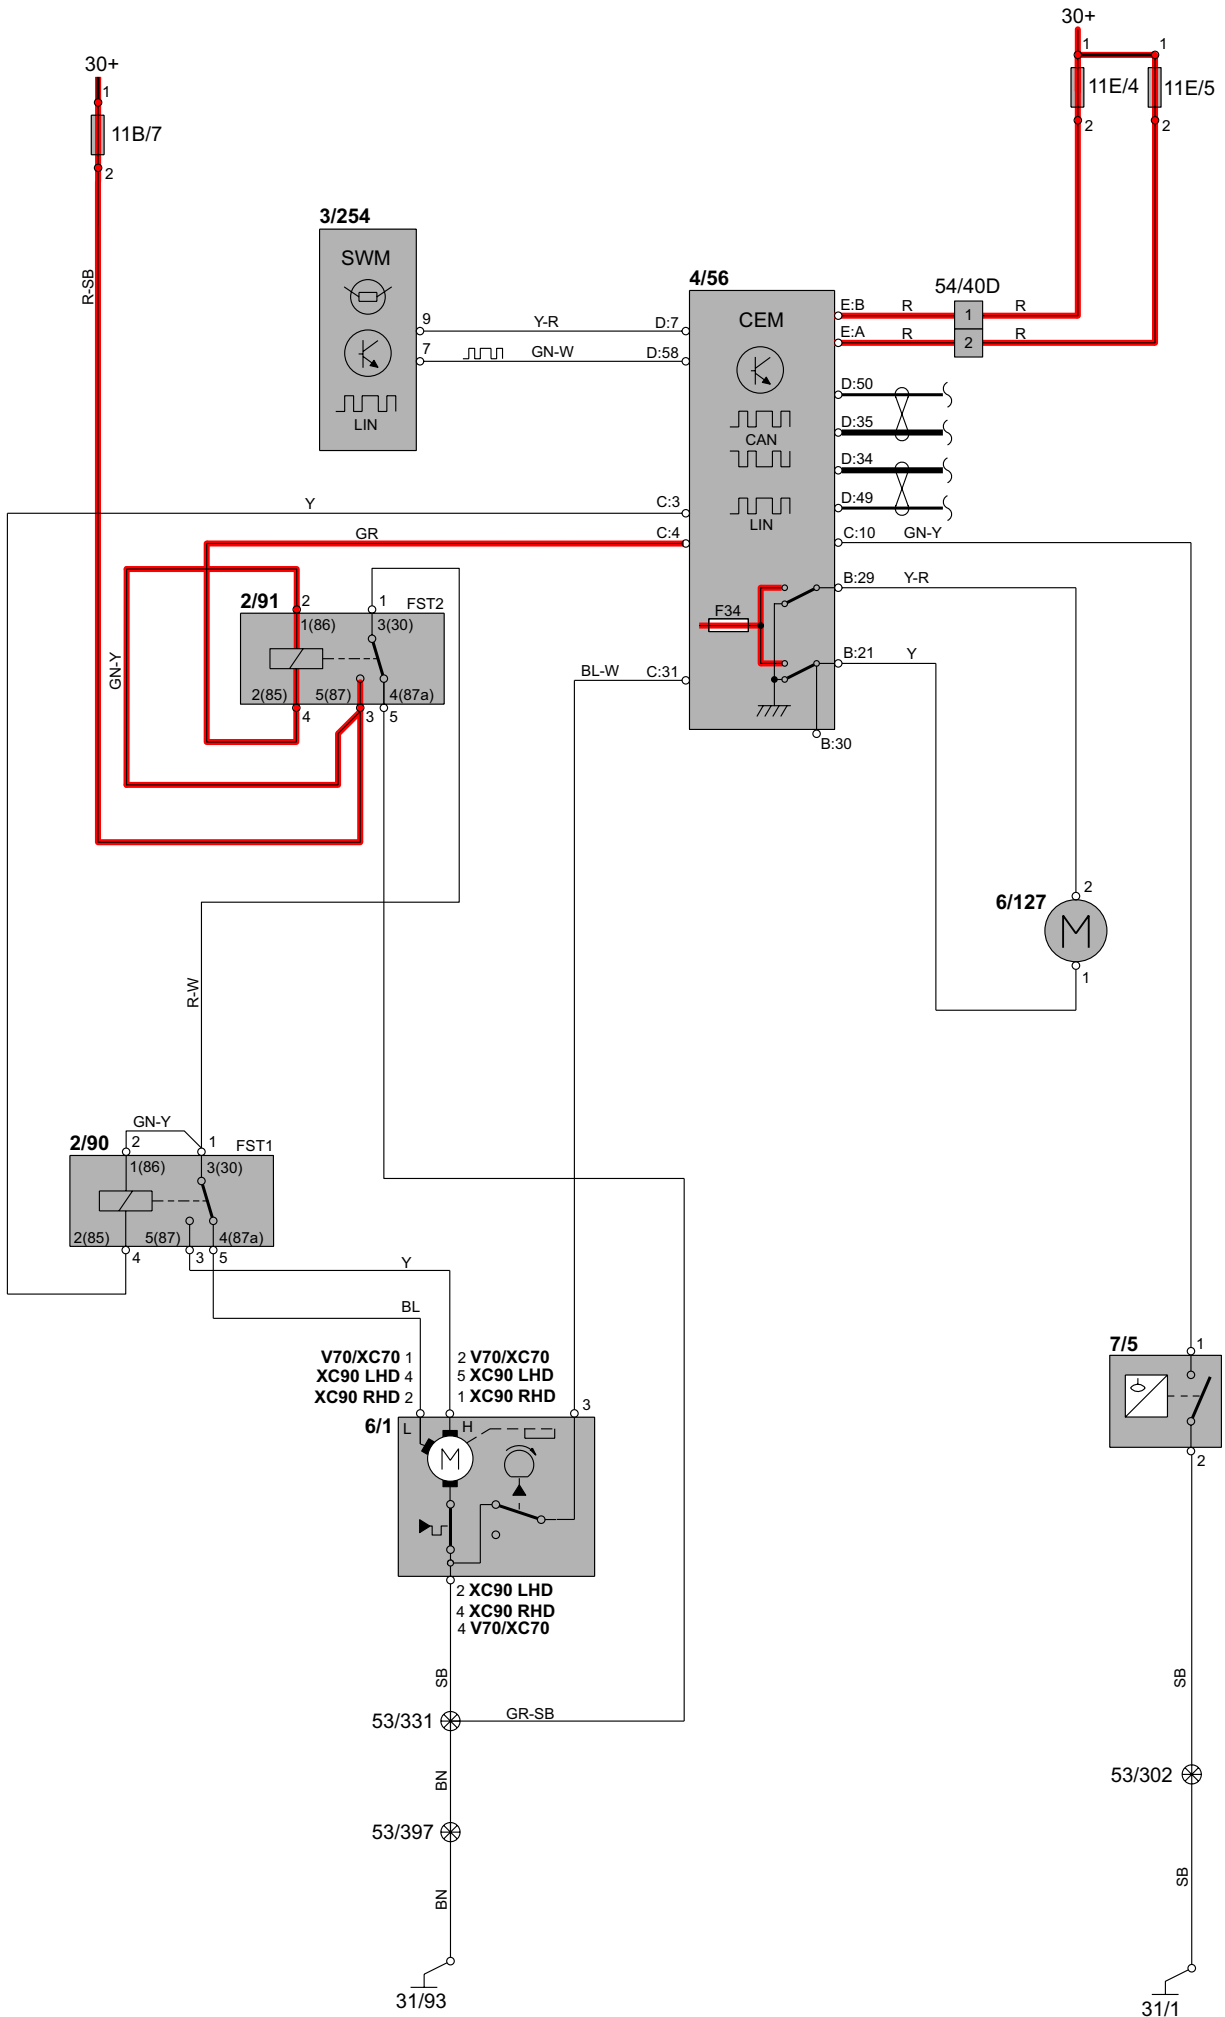 30+
1 1
11E/4 11E/5
2 2
30+
1
11B/7
2
R-SB
3/254
SWM
LIN
9 Y-R D:7
7 GN-W D:58
4/56
CEM
CAN
LIN
54/40D
E:B R 1 R
E:A R 2 R
D:50
D:35
D:34
D:49
Y C:3
GR C:4
C:10 GN-Y
B:29 Y-R
F34
B:21 Y
BL-W C:31
B:30
2/91 2 1 FST2
1(86) 3(30)
GN-Y
2(85) 5(87) 4(87a)
4 3 5
6/127 2
M
1
R-W
GN-Y
2/90 2 1 FST1
1(86) 3(30)
2(85) 5(87) 4(87a)
4 3 5
Y
BL
V70/XC70 1 2 V70/XC70
XC90 LHD 4 5 XC90 LHD
XC90 RHD 2 1 XC90 RHD
3
6/1 L H
M
2 XC90 LHD
4 XC90 RHD
4 V70/XC70
7/5 1
2
SB
SB
53/331 GR-SB
BN
53/302
53/397
BN
SB
31/93
31/1